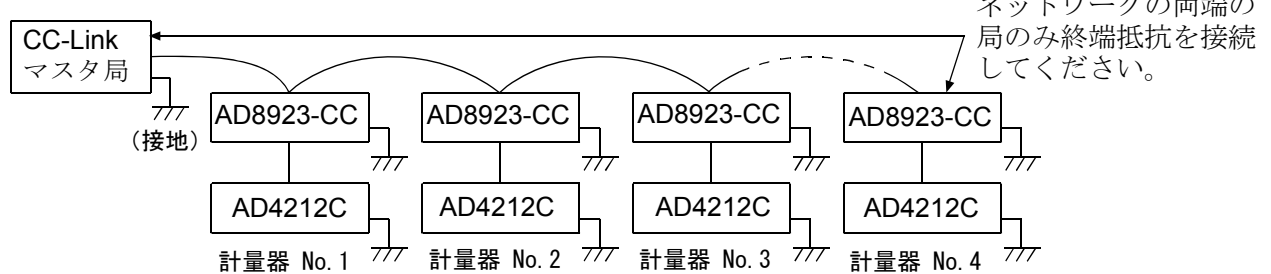 ネットワークの両端の
局のみ終端抵抗を接続
してください。
CC-Link
マスタ局
(接地)
AD8923-CC
AD8923-CC
AD8923-CC
AD8923-CC
AD4212C
AD4212C
AD4212C
AD4212C
計量器 No.1
計量器 No.2
計量器 No.3
計量器 No.4